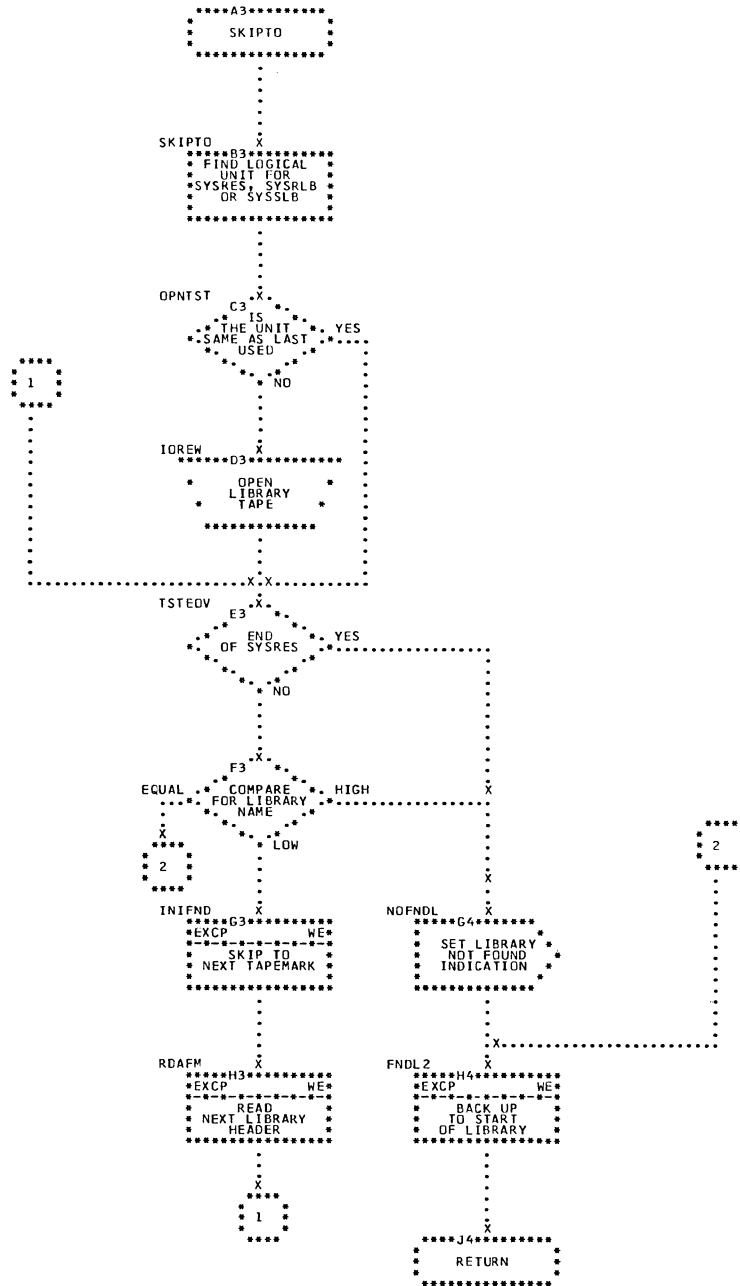 A3
SKIPTO
SKIPTO
B3
FIND LOGICAL
UNIT FOR
SYSRES, SYSRLB
OR SYSSLB
OPNTST
C3
IS
THE UNIT
SAME AS LAST
USED
YES
NO
1
IOREW
D3
OPEN
LIBRARY
TAPE
TSTEOV
E3
END
OF SYSRES
YES
NO
F3
COMPARE
FOR LIBRARY
NAME
EQUAL
HIGH
LOW
2
2
INIFND
G3
EXCP WE
SKIP TO
NEXT TAPEMARK
NOFNDL
G4
SET LIBRARY
NOT FOUND
INDICATION
RDAFM
H3
EXCP WE
READ
NEXT LIBRARY
HEADER
FNDL2
H4
EXCP WE
BACK UP
TO START
OF LIBRARY
1
J4
RETURN